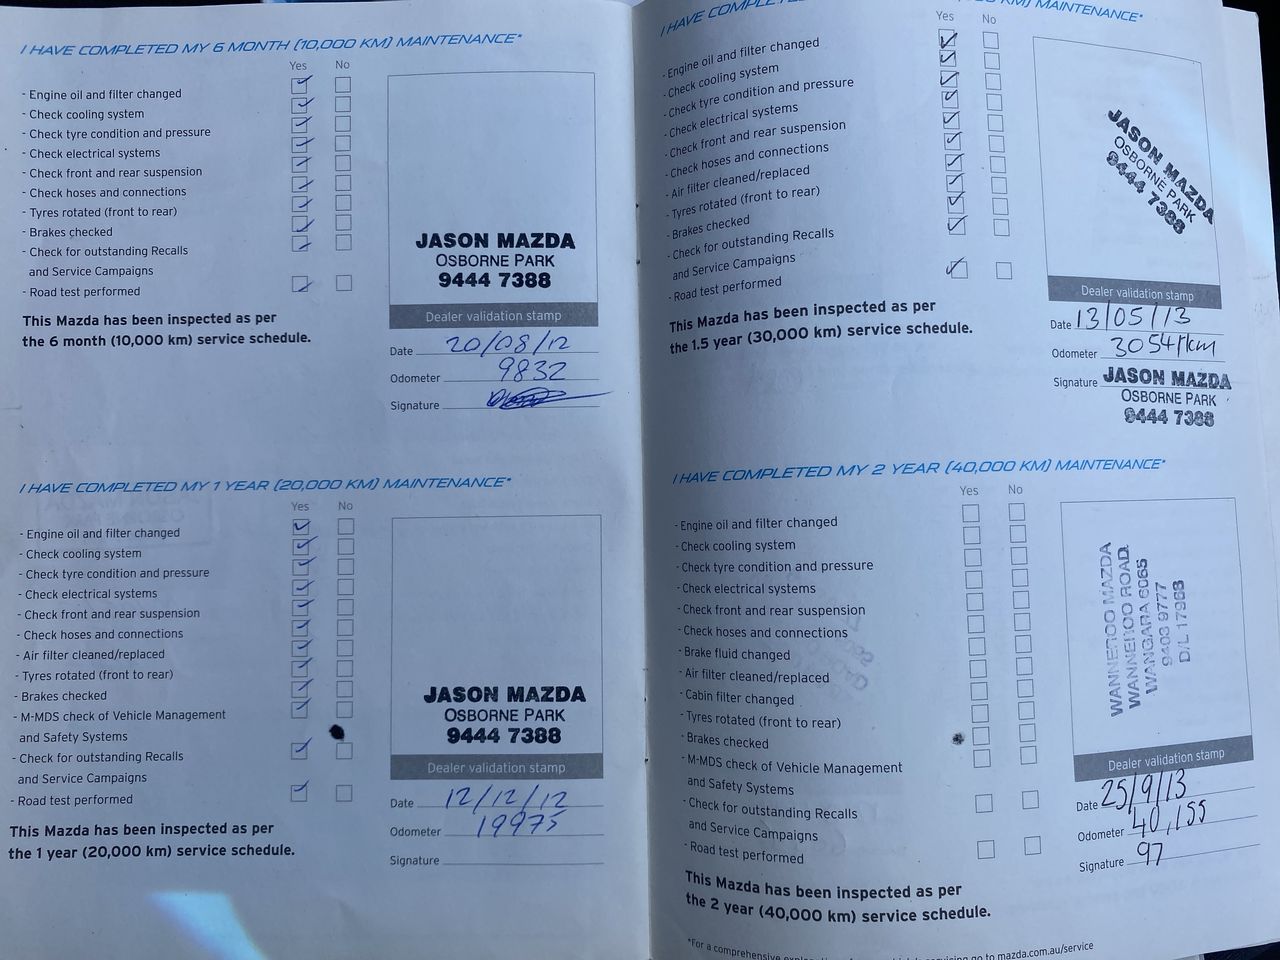 I HAVE COMPLETED MY 6 MONTH (10,000 KM) MAINTENANCE*
Yes No
- Engine oil and filter changed
- Check cooling system
- Check tyre condition and pressure
- Check electrical systems
- Check front and rear suspension
- Check hoses and connections
- Tyres rotated (front to rear)
- Brakes checked
- Check for outstanding Recalls
and Service Campaigns
- Road test performed
This Mazda has been inspected as per
the 6 month (10,000 km) service schedule.
JASON MAZDA
OSBORNE PARK
9444 7388
Dealer validation stamp
Date 20/08/12
Odometer 9832
Signature
I HAVE COMPLETED MY 1 YEAR (20,000 KM) MAINTENANCE*
Yes No
- Engine oil and filter changed
- Check cooling system
- Check tyre condition and pressure
- Check electrical systems
- Check front and rear suspension
- Check hoses and connections
- Air filter cleaned/replaced
- Tyres rotated (front to rear)
- Brakes checked
- M-MDS check of Vehicle Management
and Safety Systems
- Check for outstanding Recalls
and Service Campaigns
- Road test performed
This Mazda has been inspected as per
the 1 year (20,000 km) service schedule.
JASON MAZDA
OSBORNE PARK
9444 7388
Dealer validation stamp
Date 12/12/12
Odometer 19975
Signature
I HAVE COMPLETED MAINTENANCE*
Yes No
- Engine oil and filter changed
- Check cooling system
- Check tyre condition and pressure
- Check electrical systems
- Check front and rear suspension
- Check hoses and connections
- Air filter cleaned/replaced
- Tyres rotated (front to rear)
- Brakes checked
- Check for outstanding Recalls
and Service Campaigns
- Road test performed
This Mazda has been inspected as per
the 1.5 year (30,000 km) service schedule.
JASON MAZDA
OSBORNE PARK
9444 7388
Dealer validation stamp
Date 13/05/13
Odometer
Signature JASON MAZDA
OSBORNE PARK
9444 7388
I HAVE COMPLETED MY 2 YEAR (40,000 KM) MAINTENANCE*
Yes No
- Engine oil and filter changed
- Check cooling system
- Check tyre condition and pressure
- Check electrical systems
- Check front and rear suspension
- Check hoses and connections
- Brake fluid changed
- Air filter cleaned/replaced
- Cabin filter changed
- Tyres rotated (front to rear)
- Brakes checked
- M-MDS check of Vehicle Management
and Safety Systems
- Check for outstanding Recalls
and Service Campaigns
- Road test performed
This Mazda has been inspected as per
the 2 year (40,000 km) service schedule.
WANNEROO MAZDA
WANNEROO ROAD
WANGARA 6065
9403 9777
D/L 17968
Dealer validation stamp
Date 25/9/13
Odometer 40,155
Signature 97
*For a comprehensive go to mazda.com.au/service